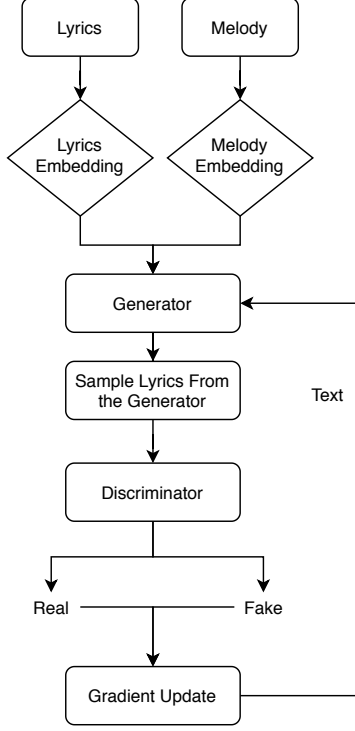 Lyrics
Melody
Lyrics
Embedding
Melody
Embedding
Generator
Sample Lyrics From
the Generator
Text
Discriminator
Real
Fake
Gradient Update